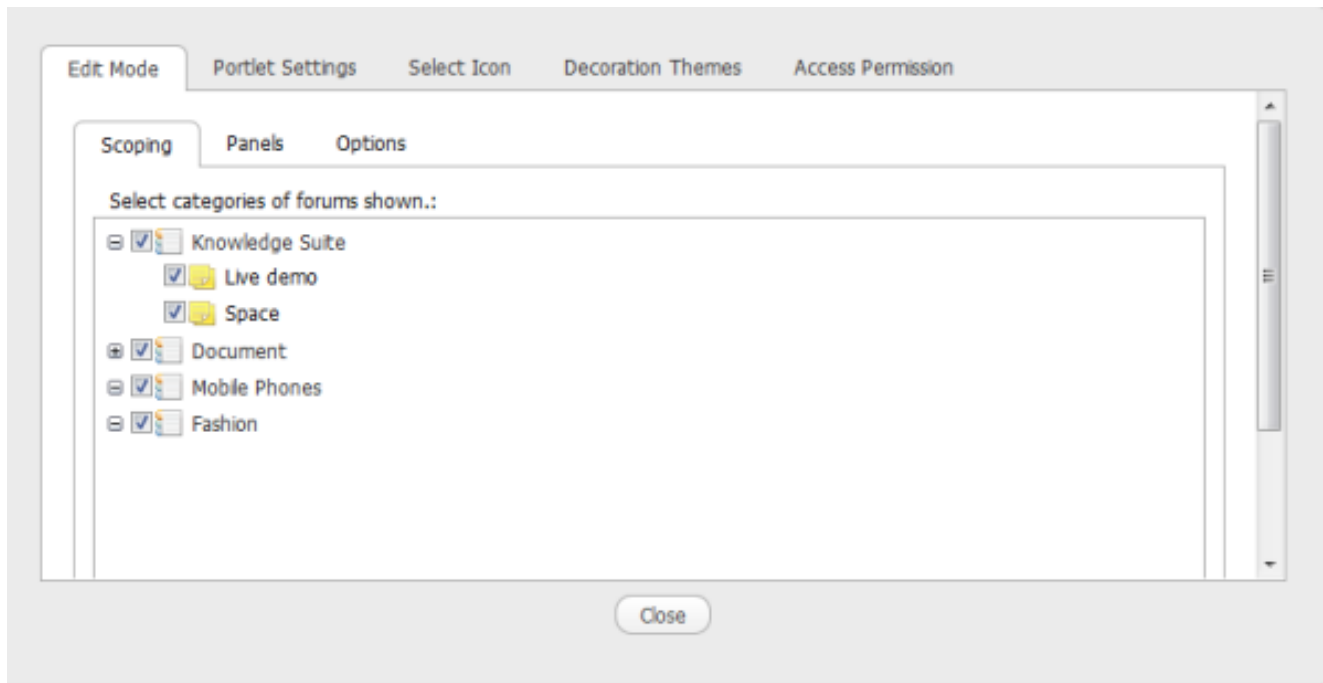 Edit Mode Portlet Settings Select Icon Decoration Themes Access Permission
Scoping Panels Options
Select categories of forums shown.:
Knowledge Suite
Live demo
Space
Document
Mobile Phones
Fashion
Close